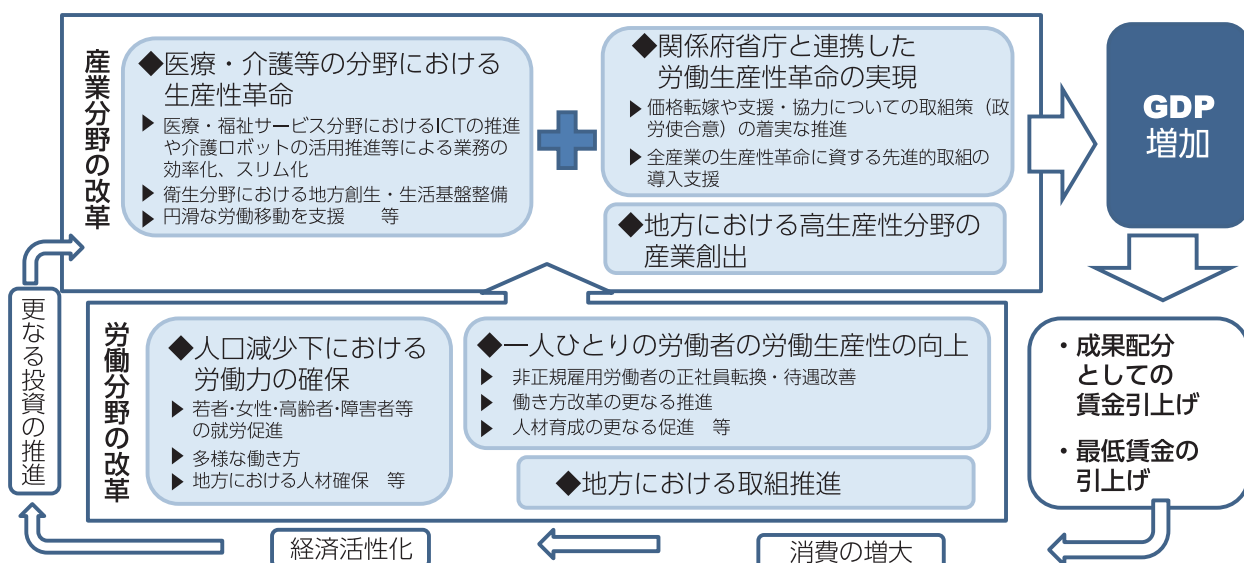 産業分野の改革
◆医療・介護等の分野における
生産性革命
▶ 医療・福祉サービス分野におけるICTの推進
や介護ロボットの活用推進等による業務の
効率化、スリム化
▶ 衛生分野における地方創生・生活基盤整備
▶ 円滑な労働移動を支援　等
◆関係府省庁と連携した
労働生産性革命の実現
▶ 価格転嫁や支援・協力についての取組策（政
労使合意）の着実な推進
▶ 全産業の生産性革命に資する先進的取組の
導入支援
◆地方における高生産性分野の
産業創出
GDP
増加
労働分野の改革
◆人口減少下における
労働力の確保
▶ 若者・女性・高齢者・障害者等
の就労促進
▶ 多様な働き方
▶ 地方における人材確保　等
◆一人ひとりの労働者の労働生産性の向上
▶ 非正規雇用労働者の正社員転換・待遇改善
▶ 働き方改革の更なる推進
▶ 人材育成の更なる促進　等
◆地方における取組推進
・成果配分
としての
賃金引上げ
・最低賃金の
引上げ
消費の増大
経済活性化
更なる投資の推進